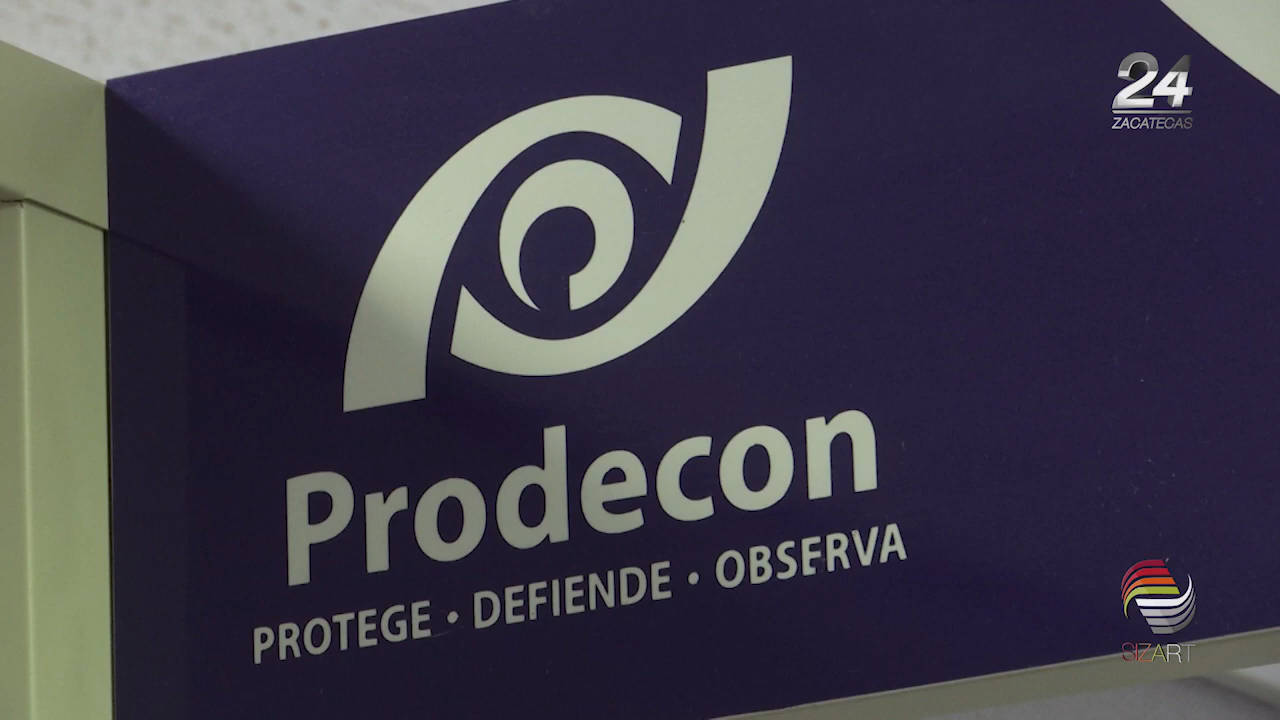 24
ZACATECAS
Prodecon
PROTEGE • DEFIENDE • OBSERVA
SIZART